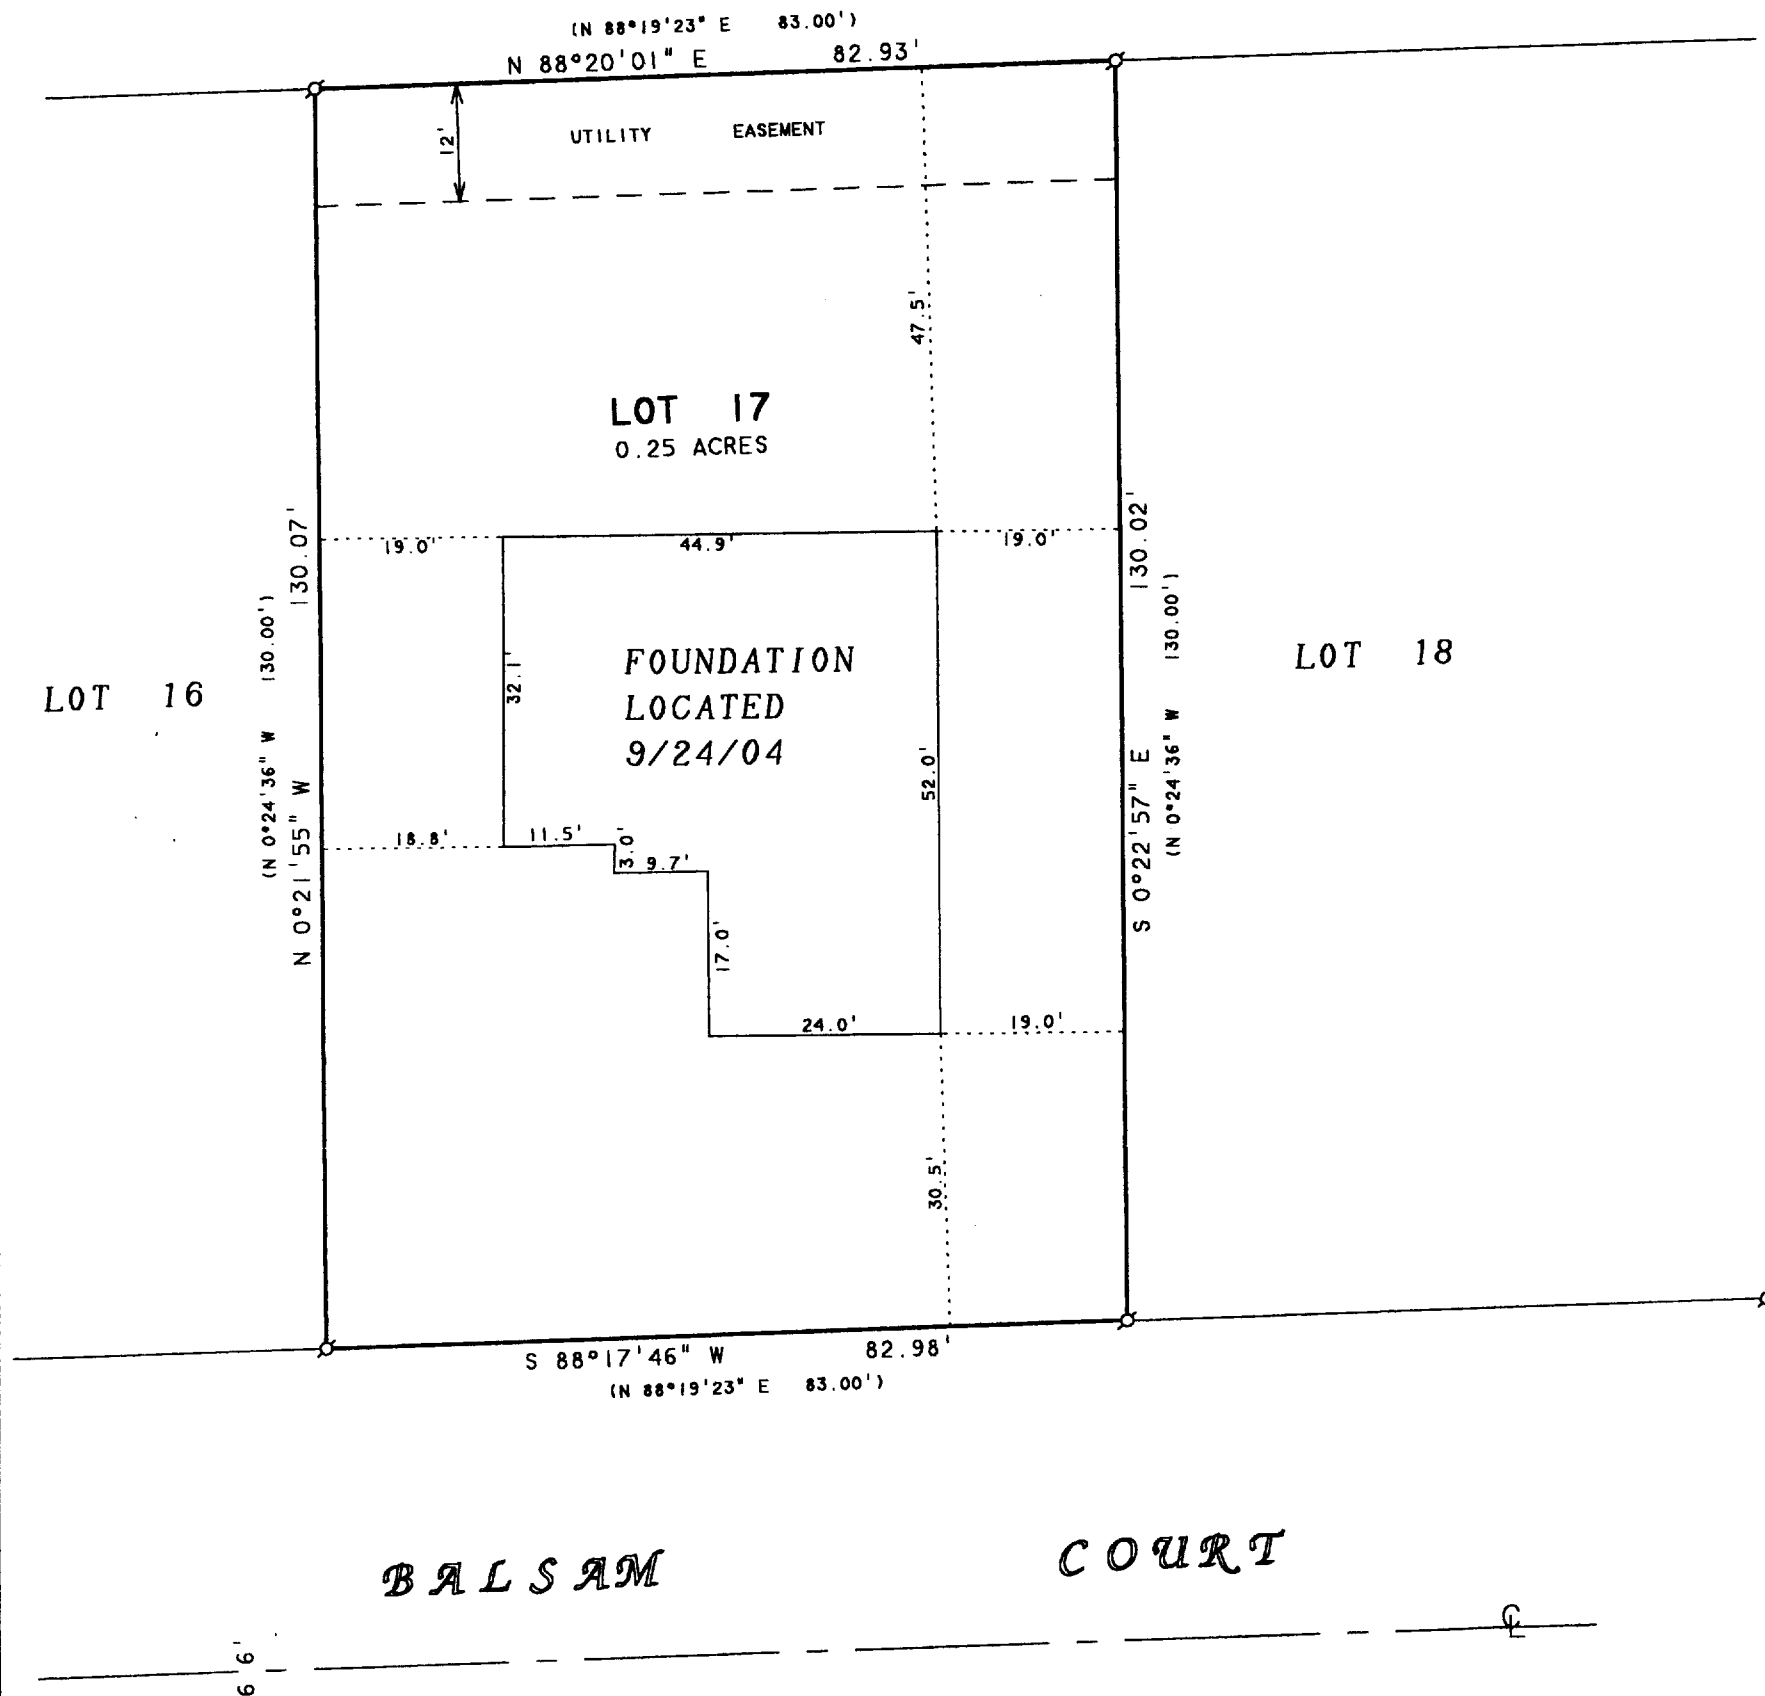 (N 88°19'23" E 83.00')
N 88°20'01" E 82.93'
12'
UTILITY EASEMENT
47.5'
LOT 17
0.25 ACRES
130.07'
(N 0°24'36" W 130.00')
N 0°21'55" W
19.0'
44.9'
19.0'
130.02'
S 0°22'57" E
(N 0°24'36" W 130.00')
LOT 16
32.1'
FOUNDATION
LOCATED
9/24/04
52.0'
LOT 18
18.8'
11.5'
3.0'
9.7'
17.0'
24.0'
19.0'
30.5'
S 88°17'46" W 82.98'
(N 88°19'23" E 83.00')
BALSAM COURT
CL
66'